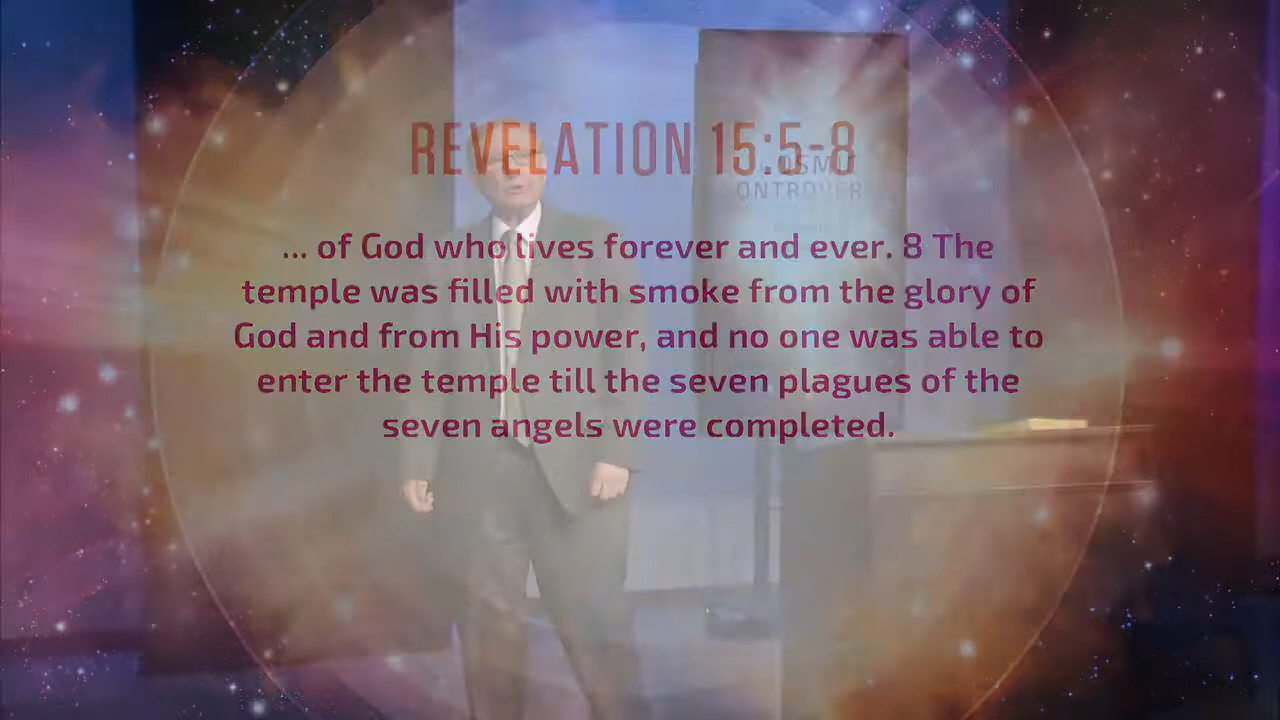 REVELATION 15:5-8
COSMIC
ONTROVER
... of God who lives forever and ever. 8 The
temple was filled with smoke from the glory of
God and from His power, and no one was able to
enter the temple till the seven plagues of the
seven angels were completed.